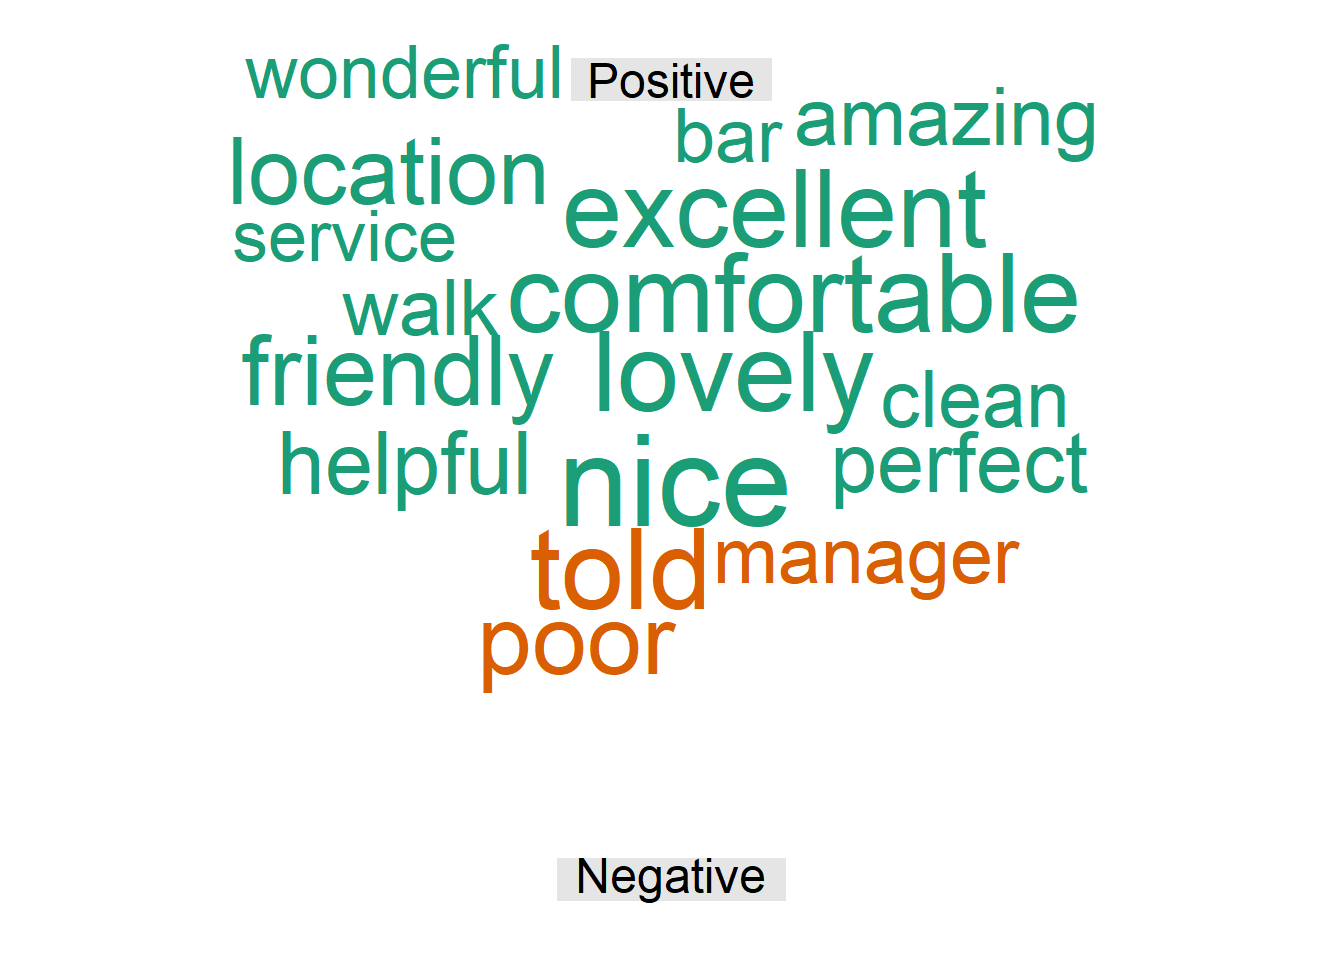 wonderful
Positive
bar
amazing
location
excellent
service
walk
comfortable
friendly
lovely
clean
helpful
nice
perfect
told
manager
poor
Negative